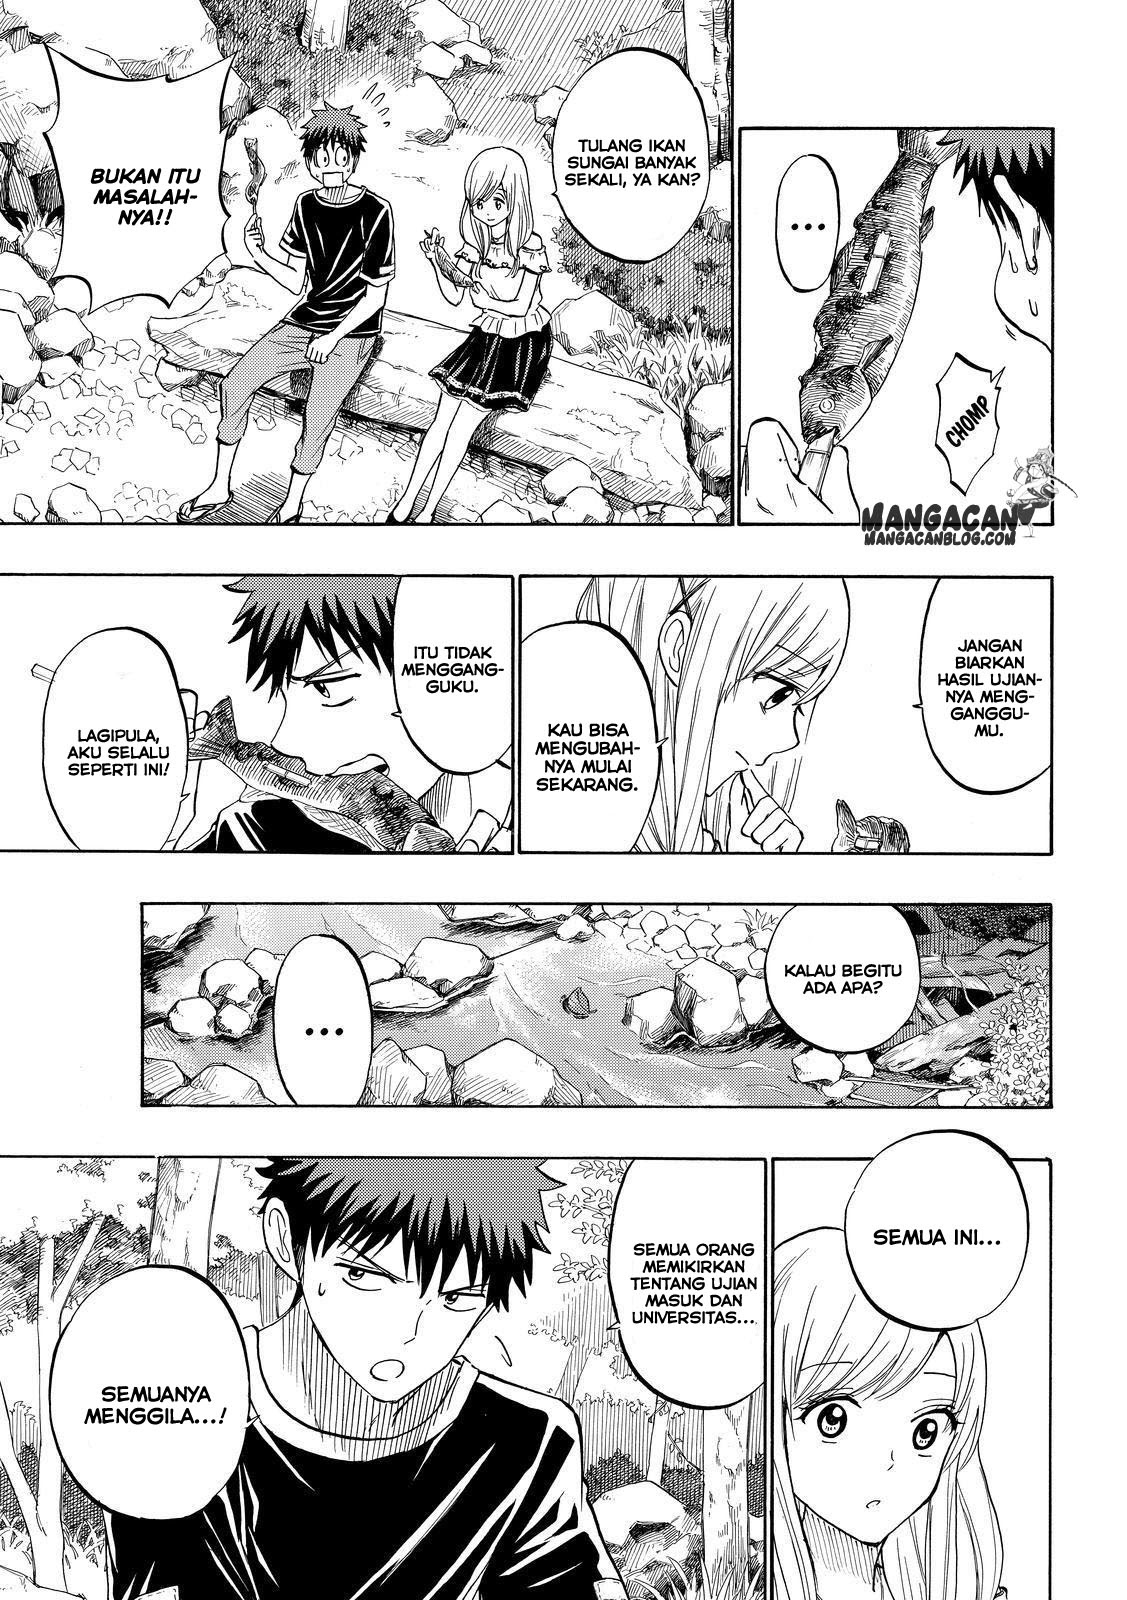 ...
CHOMP
TULANG IKAN
SUNGAI BANYAK
SEKALI, YA KAN?
BUKAN ITU
MASALAH-
NYA!!
MANGACAN
MANGACANBLOG.COM
JANGAN
BIARKAN
HASIL UJIAN-
NYA MENG-
GANGGU-
MU.
KAU BISA
MENGUBAH-
NYA MULAI
SEKARANG.
ITU TIDAK
MENGGANG-
GUKU.
LAGIPULA,
AKU SELALU
SEPERTI INI!
KALAU BEGITU
ADA APA?
...
SEMUA INI...
SEMUA ORANG
MEMIKIRKAN
TENTANG UJIAN
MASUK DAN
UNIVERSITAS...
SEMUANYA
MENGGILA...!